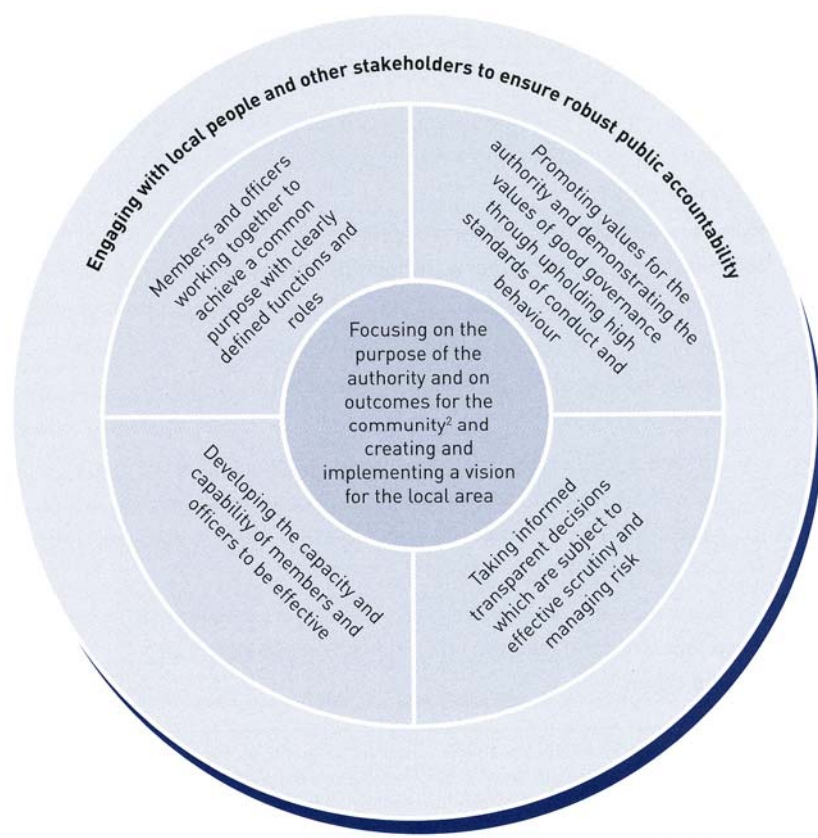 Engaging with local people and other stakeholders to ensure robust public accountability
Members and officers
working together to
achieve a common
purpose with clearly
defined functions and
roles
Promoting values for the
authority and demonstrating the
values of good governance
through upholding high
standards of conduct and
behaviour
Focusing on the
purpose of the
authority and on
outcomes for the
community² and
creating and
implementing a vision
for the local area
Developing the capacity and
capability of members and
officers to be effective
Taking informed
transparent decisions
which are subject to
effective scrutiny and
managing risk